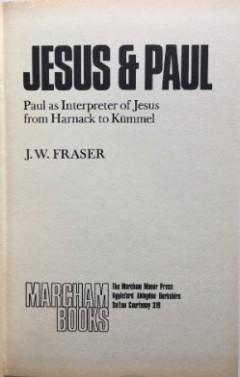 JESUS & PAUL
Paul as Interpreter of Jesus
from Harnack to Kümmel
J. W. FRASER
MARCHAM
BOOKS
The Marcham Manor Press
Appleford Abingdon Berkshire
Sutton Courtenay 319